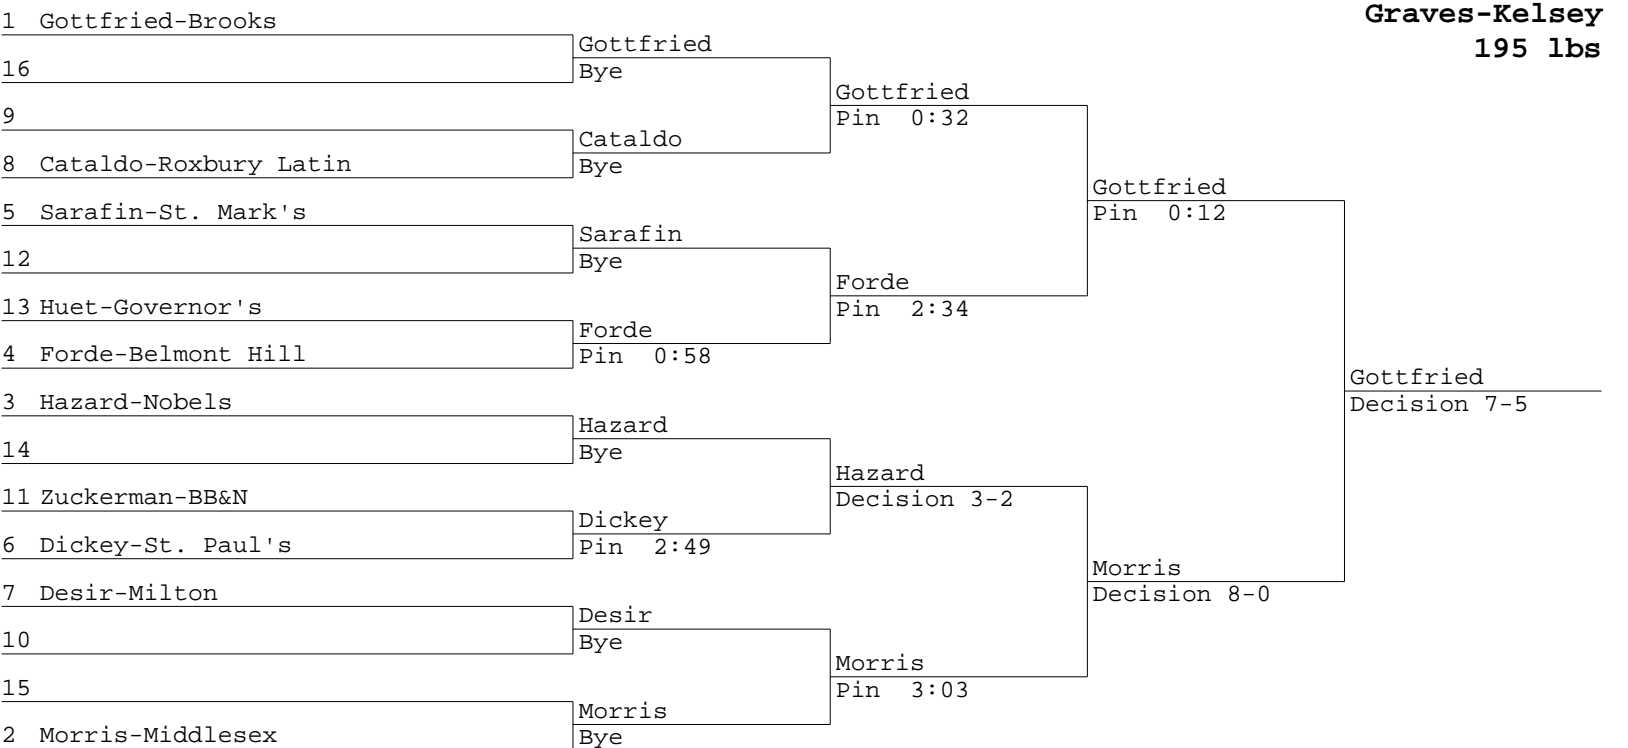 Graves-Kelsey
195 lbs
1 Gottfried-Brooks
16
9
8 Cataldo-Roxbury Latin
5 Sarafin-St. Mark's
12
13 Huet-Governor's
4 Forde-Belmont Hill
3 Hazard-Nobels
14
11 Zuckerman-BB&N
6 Dickey-St. Paul's
7 Desir-Milton
10
15
2 Morris-Middlesex
Gottfried
Bye
Cataldo
Bye
Sarafin
Bye
Forde
Pin 0:58
Hazard
Bye
Dickey
Pin 2:49
Desir
Bye
Morris
Bye
Gottfried
Pin 0:32
Forde
Pin 2:34
Hazard
Decision 3-2
Morris
Pin 3:03
Gottfried
Pin 0:12
Morris
Decision 8-0
Gottfried
Decision 7-5